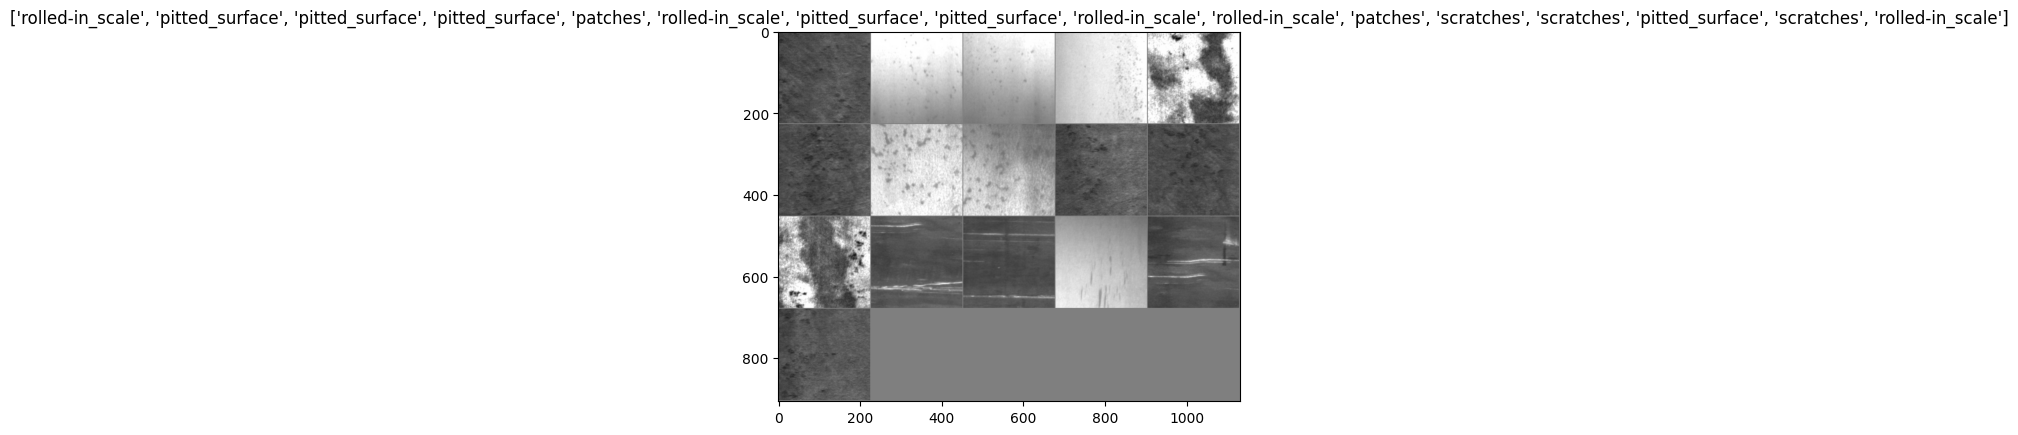 ['rolled-in_scale', 'pitted_surface', 'pitted_surface', 'pitted_surface', 'patches', 'rolled-in_scale', 'pitted_surface', 'pitted_surface', 'rolled-in_scale', 'rolled-in_scale', 'patches', 'scratches', 'scratches', 'pitted_surface', 'scratches', 'rolled-in_scale']
0
200
400
600
800
0 200 400 600 800 1000